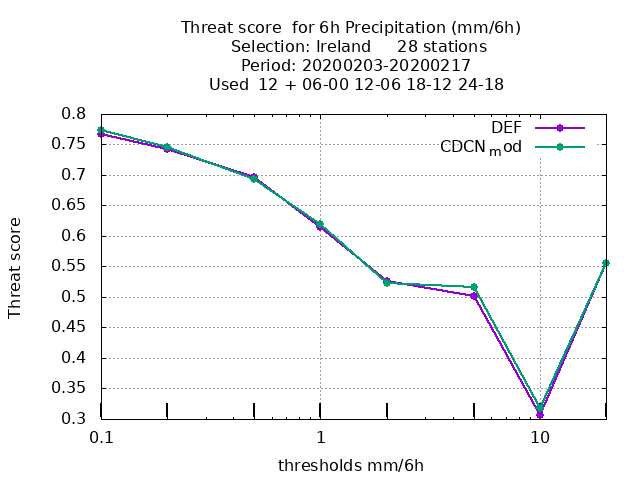 Threat score  for 6h Precipitation (mm/6h)
Selection: Ireland     28 stations
Period: 20200203-20200217
Used  12 + 06-00 12-06 18-12 24-18
DEF
CDCNmod
0.8
0.75
0.7
0.65
0.6
0.55
0.5
0.45
0.4
0.35
0.3
Threat score
0.1 1 10
thresholds mm/6h